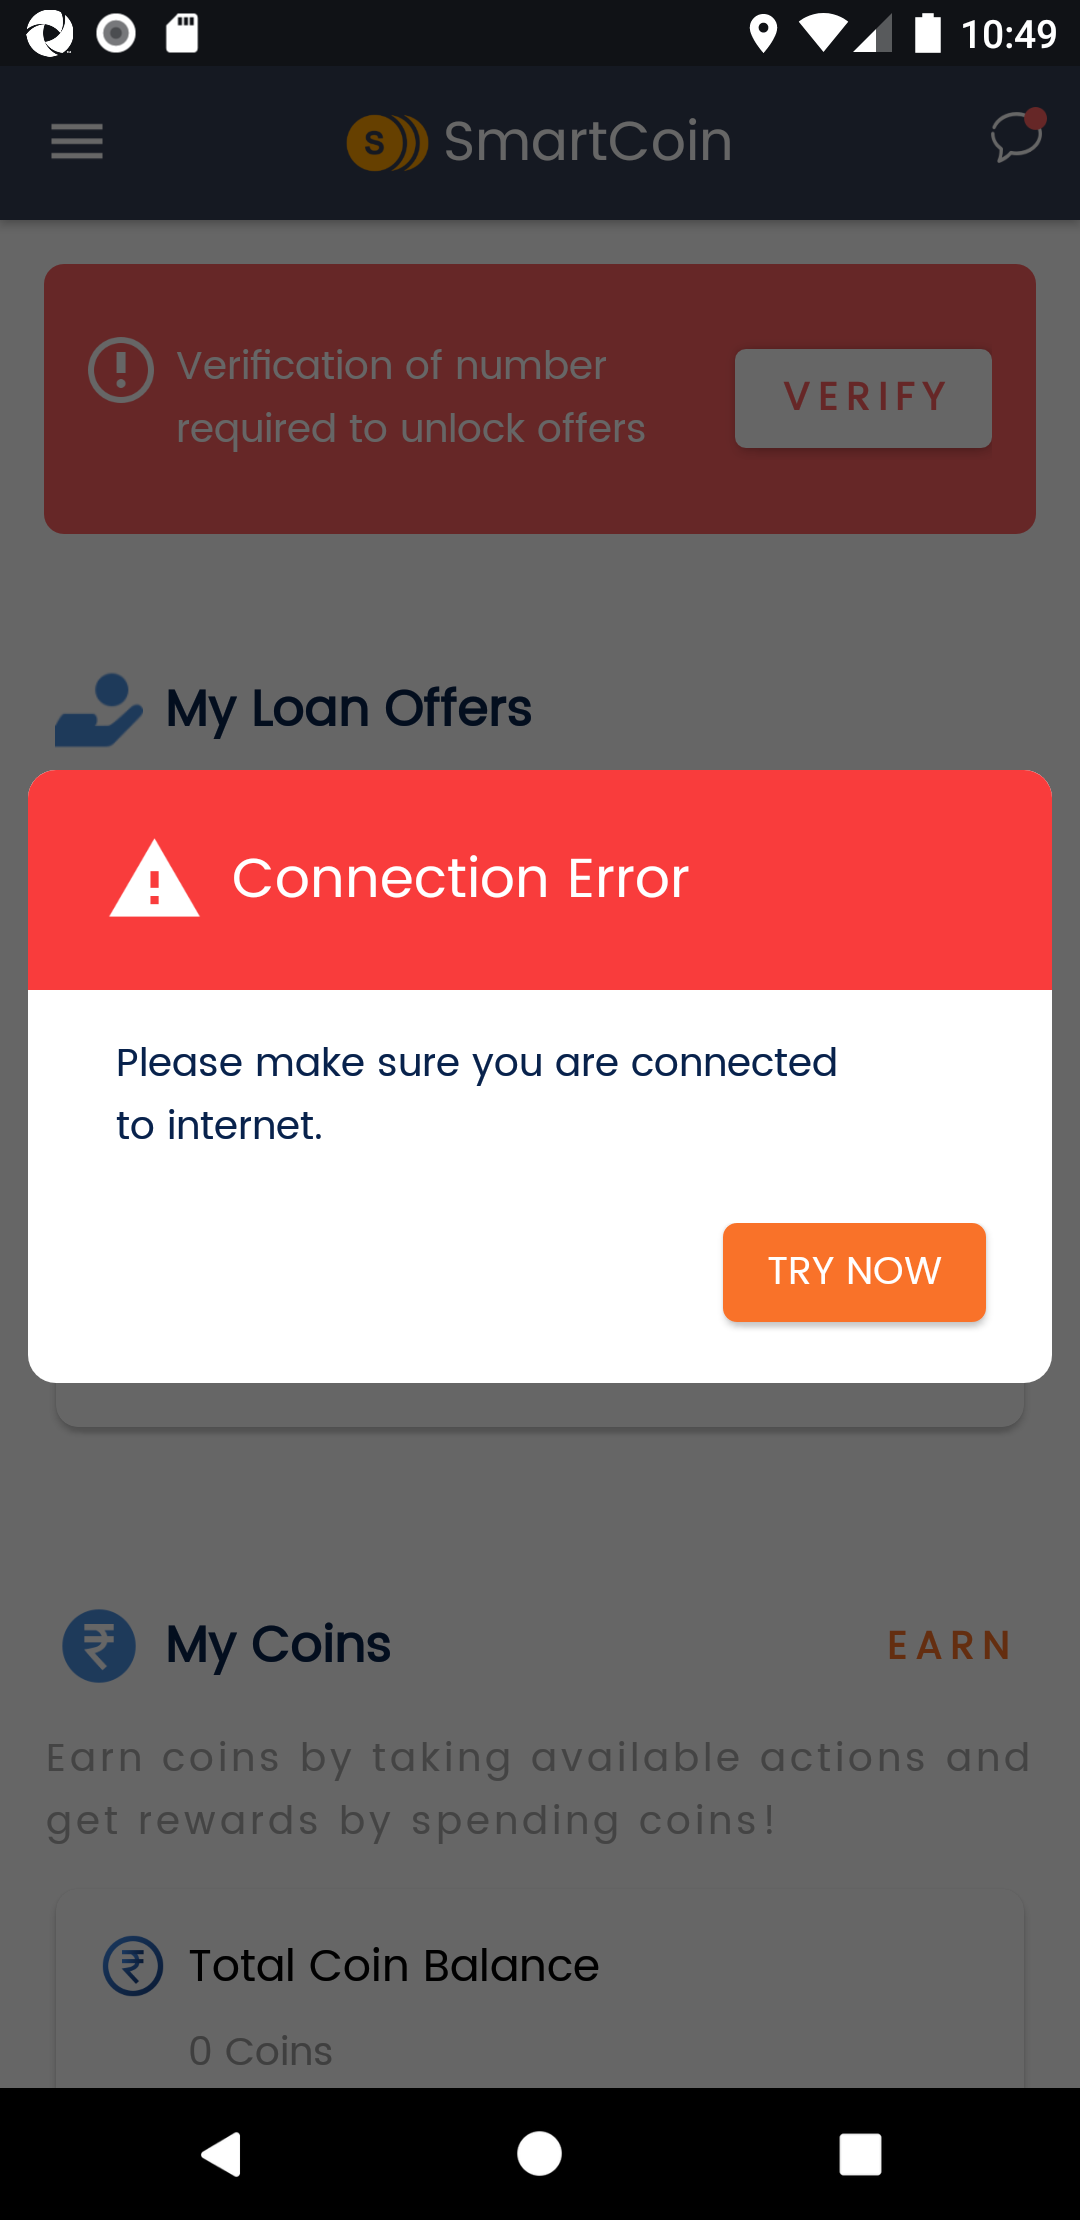 10:49
SmartCoin
Verification of number
required to unlock offers
VERIFY
My Loan Offers
Connection Error
Please make sure you are connected
to internet.
TRY NOW
My Coins
EARN
Earn coins by taking available actions and
get rewards by spending coins!
Total Coin Balance
0 Coins